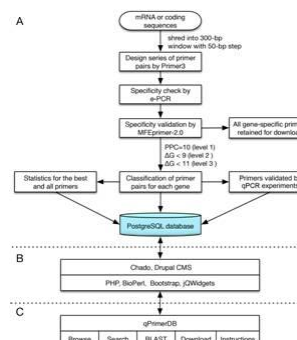 A
mRNA or coding
sequences
shred into 300-bp
window with 50-bp step
Design series of primer
pairs by Primer3
Specificity check by
e-PCR
Specificity validation by
MFEprimer-2.0
All gene-specific prim
retained for downloa
PPC=10 (level 1)
ΔG < 9 (level 2 )
ΔG < 11 (level 3 )
Statistics for the best
and all primers
Classification of primer
pairs for each gene
Primers validated b
qPCR experiments
PostgreSQL database
B
Chado, Drupal CMS
PHP, BioPerl, Bootstrap, jQWidgets
C
qPrimerDB
Browse Search BLAST Download Instructions